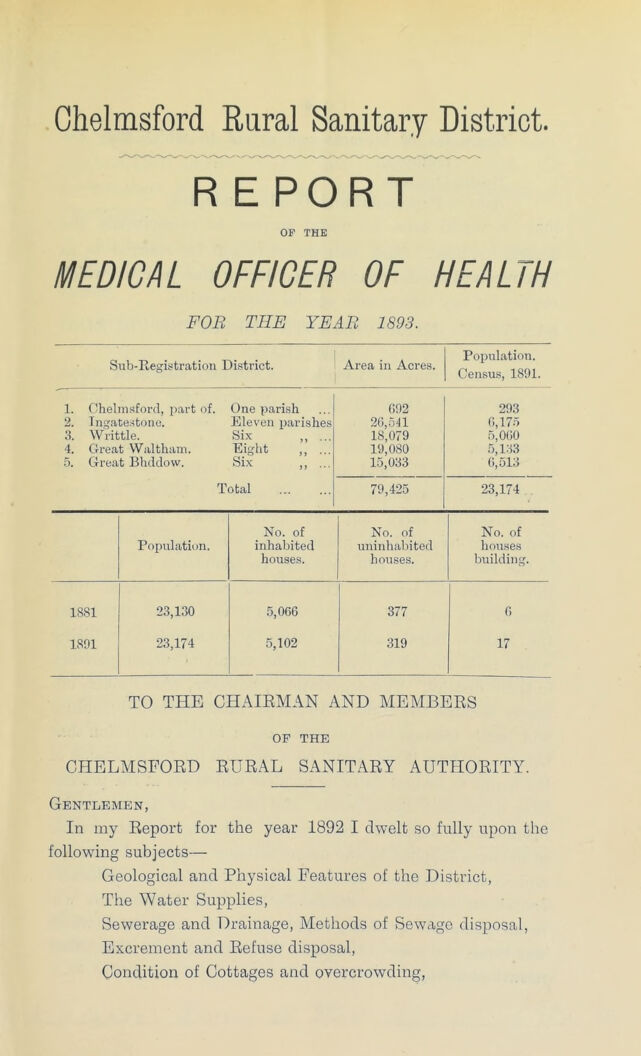 Chelmsford Rural Sanitary District.
REPORT
OF THE
MEDICAL OFFICER OF HEALTH
FOR THE YEAR 1893.
Sub-Registration District. Area in Acres. Population. Census, 1891.
1. Chelmsford, part of. One parish ... 692 293
2. Ingatestone. Eleven parishes 26,541 6,175
3. Writtle. Six ,, ... 18,079 5,060
4. Great Waltham. Eight ,, ... 19,080 5,133
5. Great Bhddow. Six ,, ... 15,033 6,513
Total ... ... 79,425 23,174
Population. No. of inhabited houses. No. of uninhabited houses. No. of houses building.
1881 23,130 5,066 377 6
1891 23,174 5,102 319 17
TO THE CHAIRMAN AND MEMBERS
OF THE
CHELMSFORD RURAL SANITARY AUTHORITY.
GENTLEMEN,
In my Report for the year 1892 I dwelt so fully upon the
following subjects—
Geological and Physical Features of the District,
The Water Supplies,
Sewerage and Drainage, Methods of Sewage disposal,
Excrement and Refuse disposal,
Condition of Cottages and overcrowding,